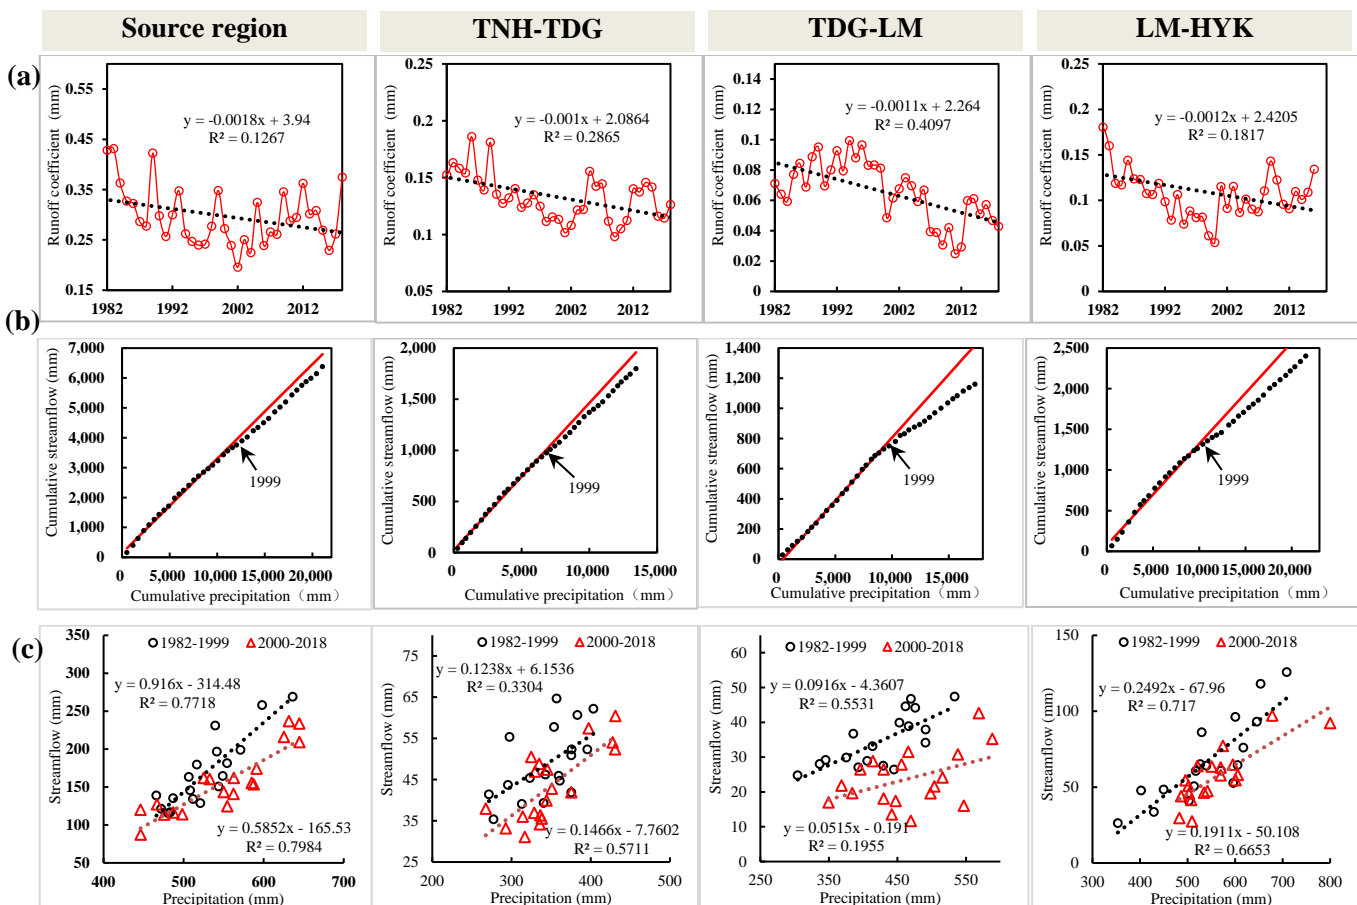 Source region
TNH-TDG
TDG-LM
LM-HYK
(a)
Runoff coefficient (mm)
0.55
0.45
0.35
0.25
0.15
y = -0.0018x + 3.94
R² = 0.1267
1982 1992 2002 2012
Runoff coefficient (mm)
0.25
0.2
0.15
0.1
0.05
y = -0.001x + 2.0864
R² = 0.2865
1982 1992 2002 2012
Runoff coefficient (mm)
0.14
0.12
0.1
0.08
0.06
0.04
0.02
0
y = -0.0011x + 2.264
R² = 0.4097
1982 1992 2002 2012
Runoff coefficient (mm)
0.25
0.2
0.15
0.1
0.05
0
y = -0.0012x + 2.4205
R² = 0.1817
1982 1992 2002 2012
(b)
Cumulative streamflow (mm)
7,000
6,000
5,000
4,000
3,000
2,000
1,000
0
1999
0 5,000 10,000 15,000 20,000
Cumulative precipitation（mm）
Cumulative streamflow (mm)
2,000
1,500
1,000
500
0
1999
0 5,000 10,000 15,000
Cumulative precipitation（mm）
Cumulative streamflow (mm)
1,400
1,200
1,000
800
600
400
200
0
1999
0 5,000 10,000 15,000
Cumulative precipitation（mm）
Cumulative streamflow (mm)
2,500
2,000
1,500
1,000
500
0
1999
0 5,000 10,000 15,000 20,000
Cumulative precipitation（mm）
(c)
Streamflow (mm)
350
300
250
200
150
100
50
1982-1999 2000-2018
y = 0.916x - 314.48
R² = 0.7718
y = 0.5852x - 165.53
R² = 0.7984
400 500 600 700
Precipitation (mm)
Streamflow (mm)
75
65
55
45
35
25
1982-1999 2000-2018
y = 0.1238x + 6.1536
R² = 0.3304
y = 0.1466x - 7.7602
R² = 0.5711
200 300 400 500
Precipitation (mm)
Streamflow (mm)
60
50
40
30
20
10
0
1982-1999 2000-2018
y = 0.0916x - 4.3607
R² = 0.5531
y = 0.0515x - 0.191
R² = 0.1955
250 350 450 550
Precipitation (mm)
Streamflow (mm)
150
100
50
0
1982-1999 2000-2018
y = 0.2492x - 67.96
R² = 0.717
y = 0.1911x - 50.108
R² = 0.6653
300 400 500 600 700 800
Precipitation (mm)